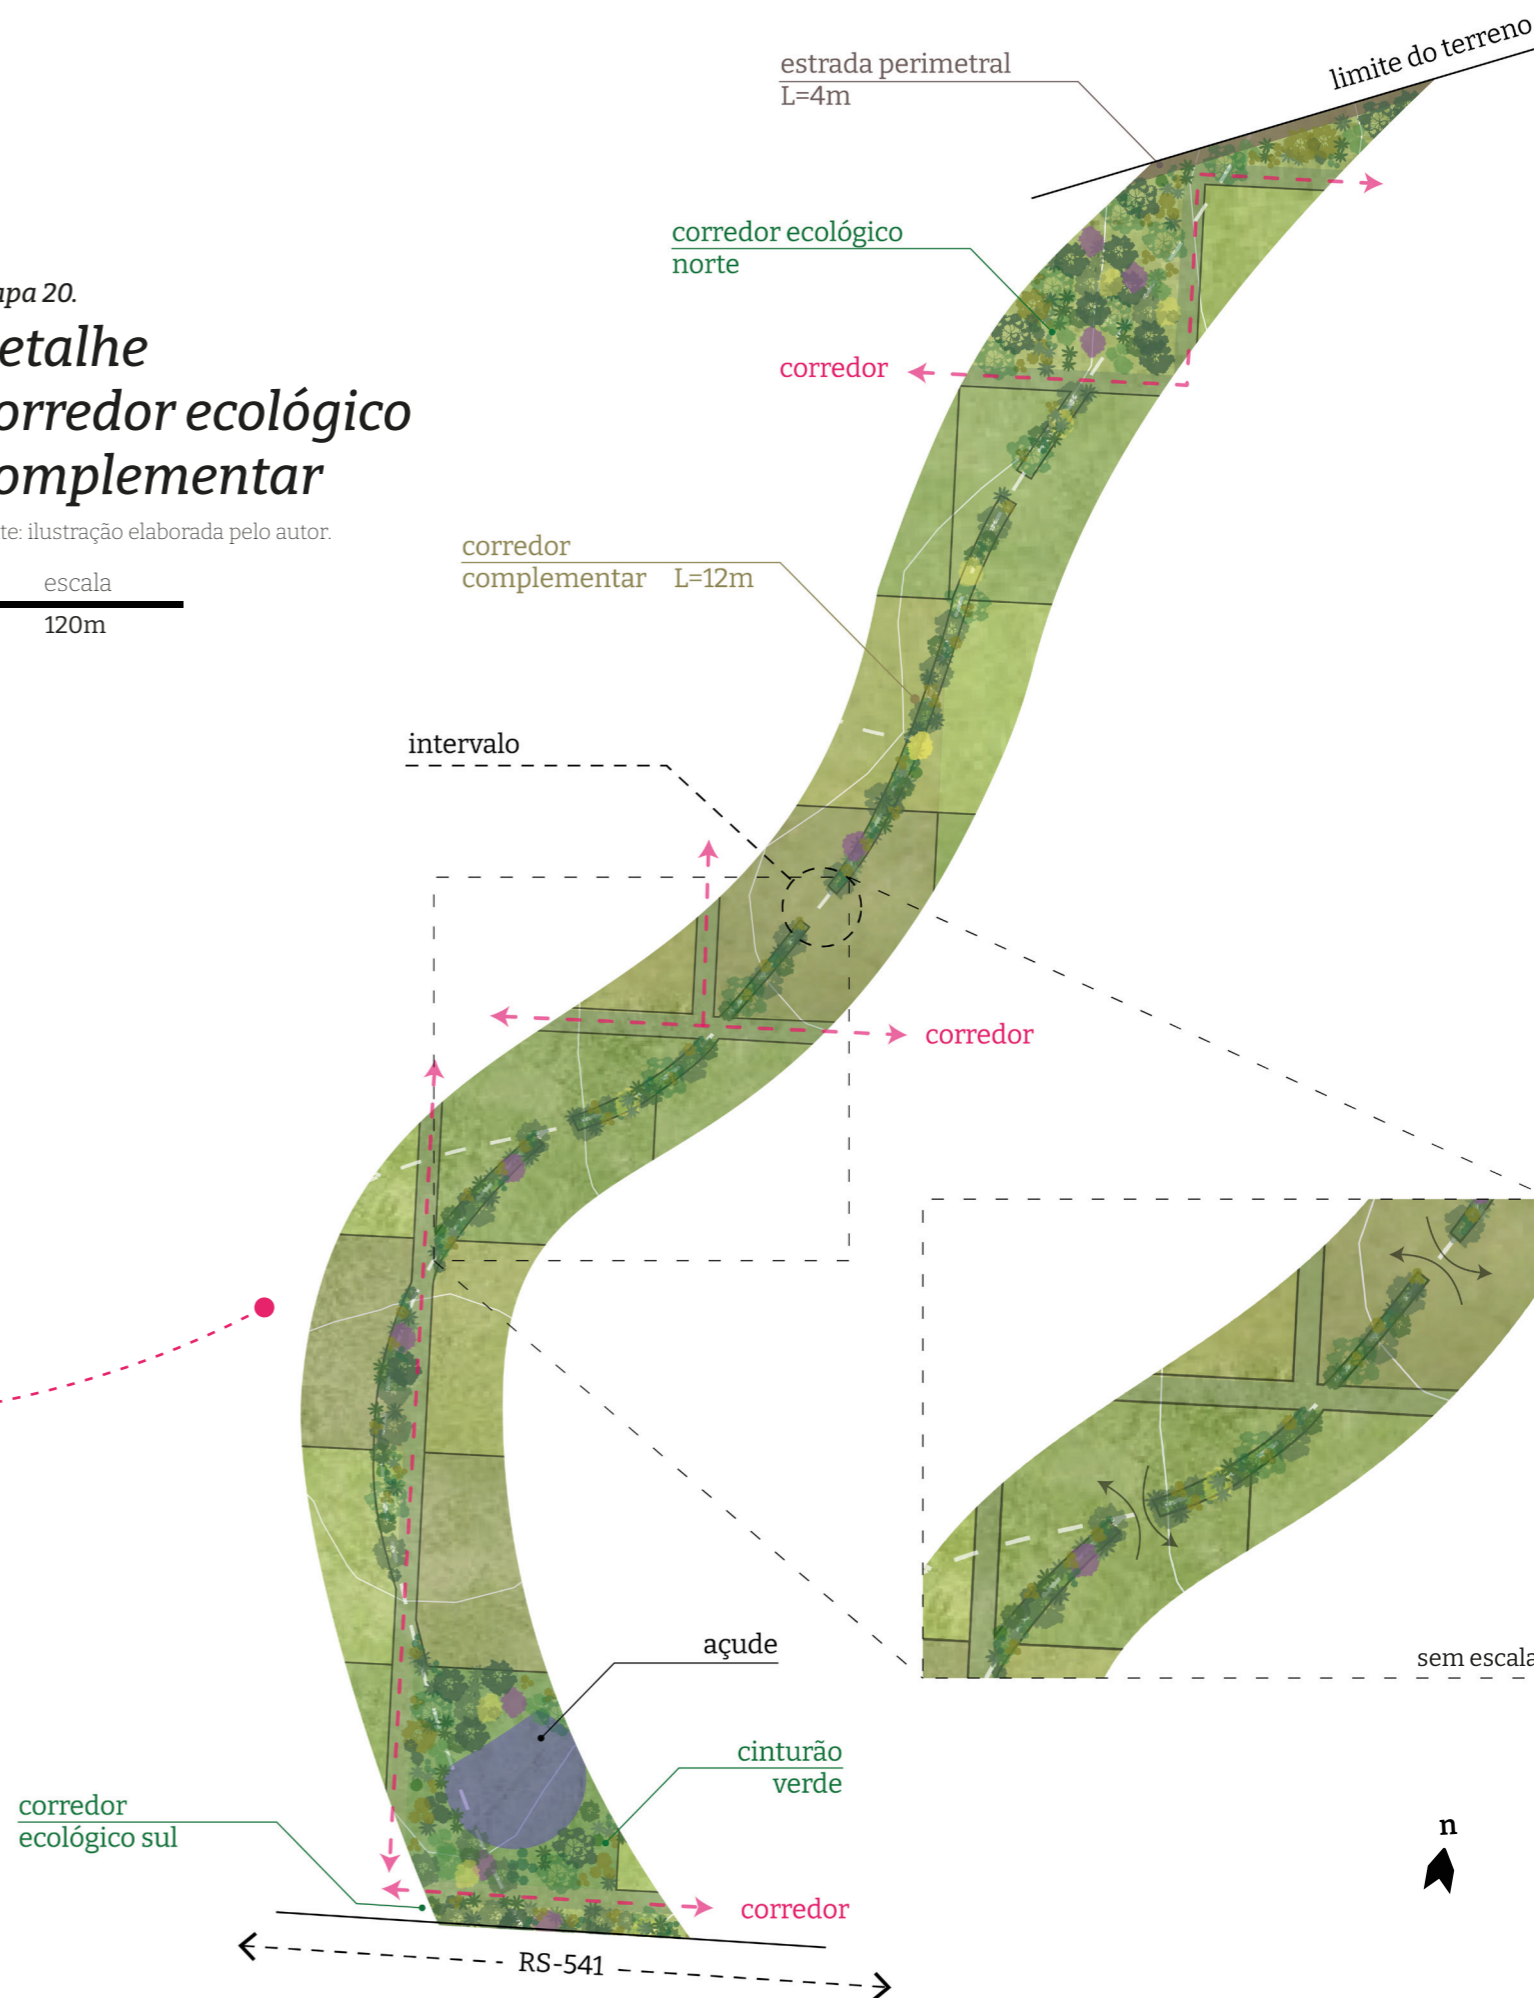 limite do terreno
estrada perimetral
L=4m
corredor ecológico
norte
apa 20.
etalhe
orredor ecológico
omplementar
te: ilustração elaborada pelo autor.
escala
120m
corredor
corredor
complementar L=12m
intervalo
corredor
sem escala
açude
cinturão
verde
corredor
ecológico sul
n
corredor
RS-541